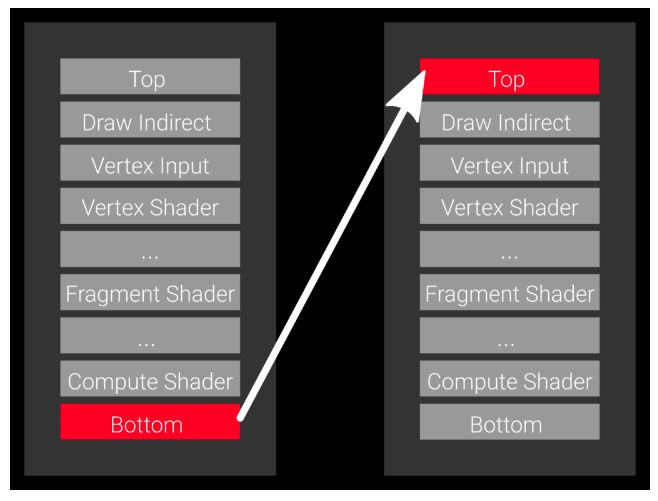 Top
Draw Indirect
Vertex Input
Vertex Shader
...
Fragment Shader
...
Compute Shader
Bottom
Top
Draw Indirect
Vertex Input
Vertex Shader
...
Fragment Shader
...
Compute Shader
Bottom